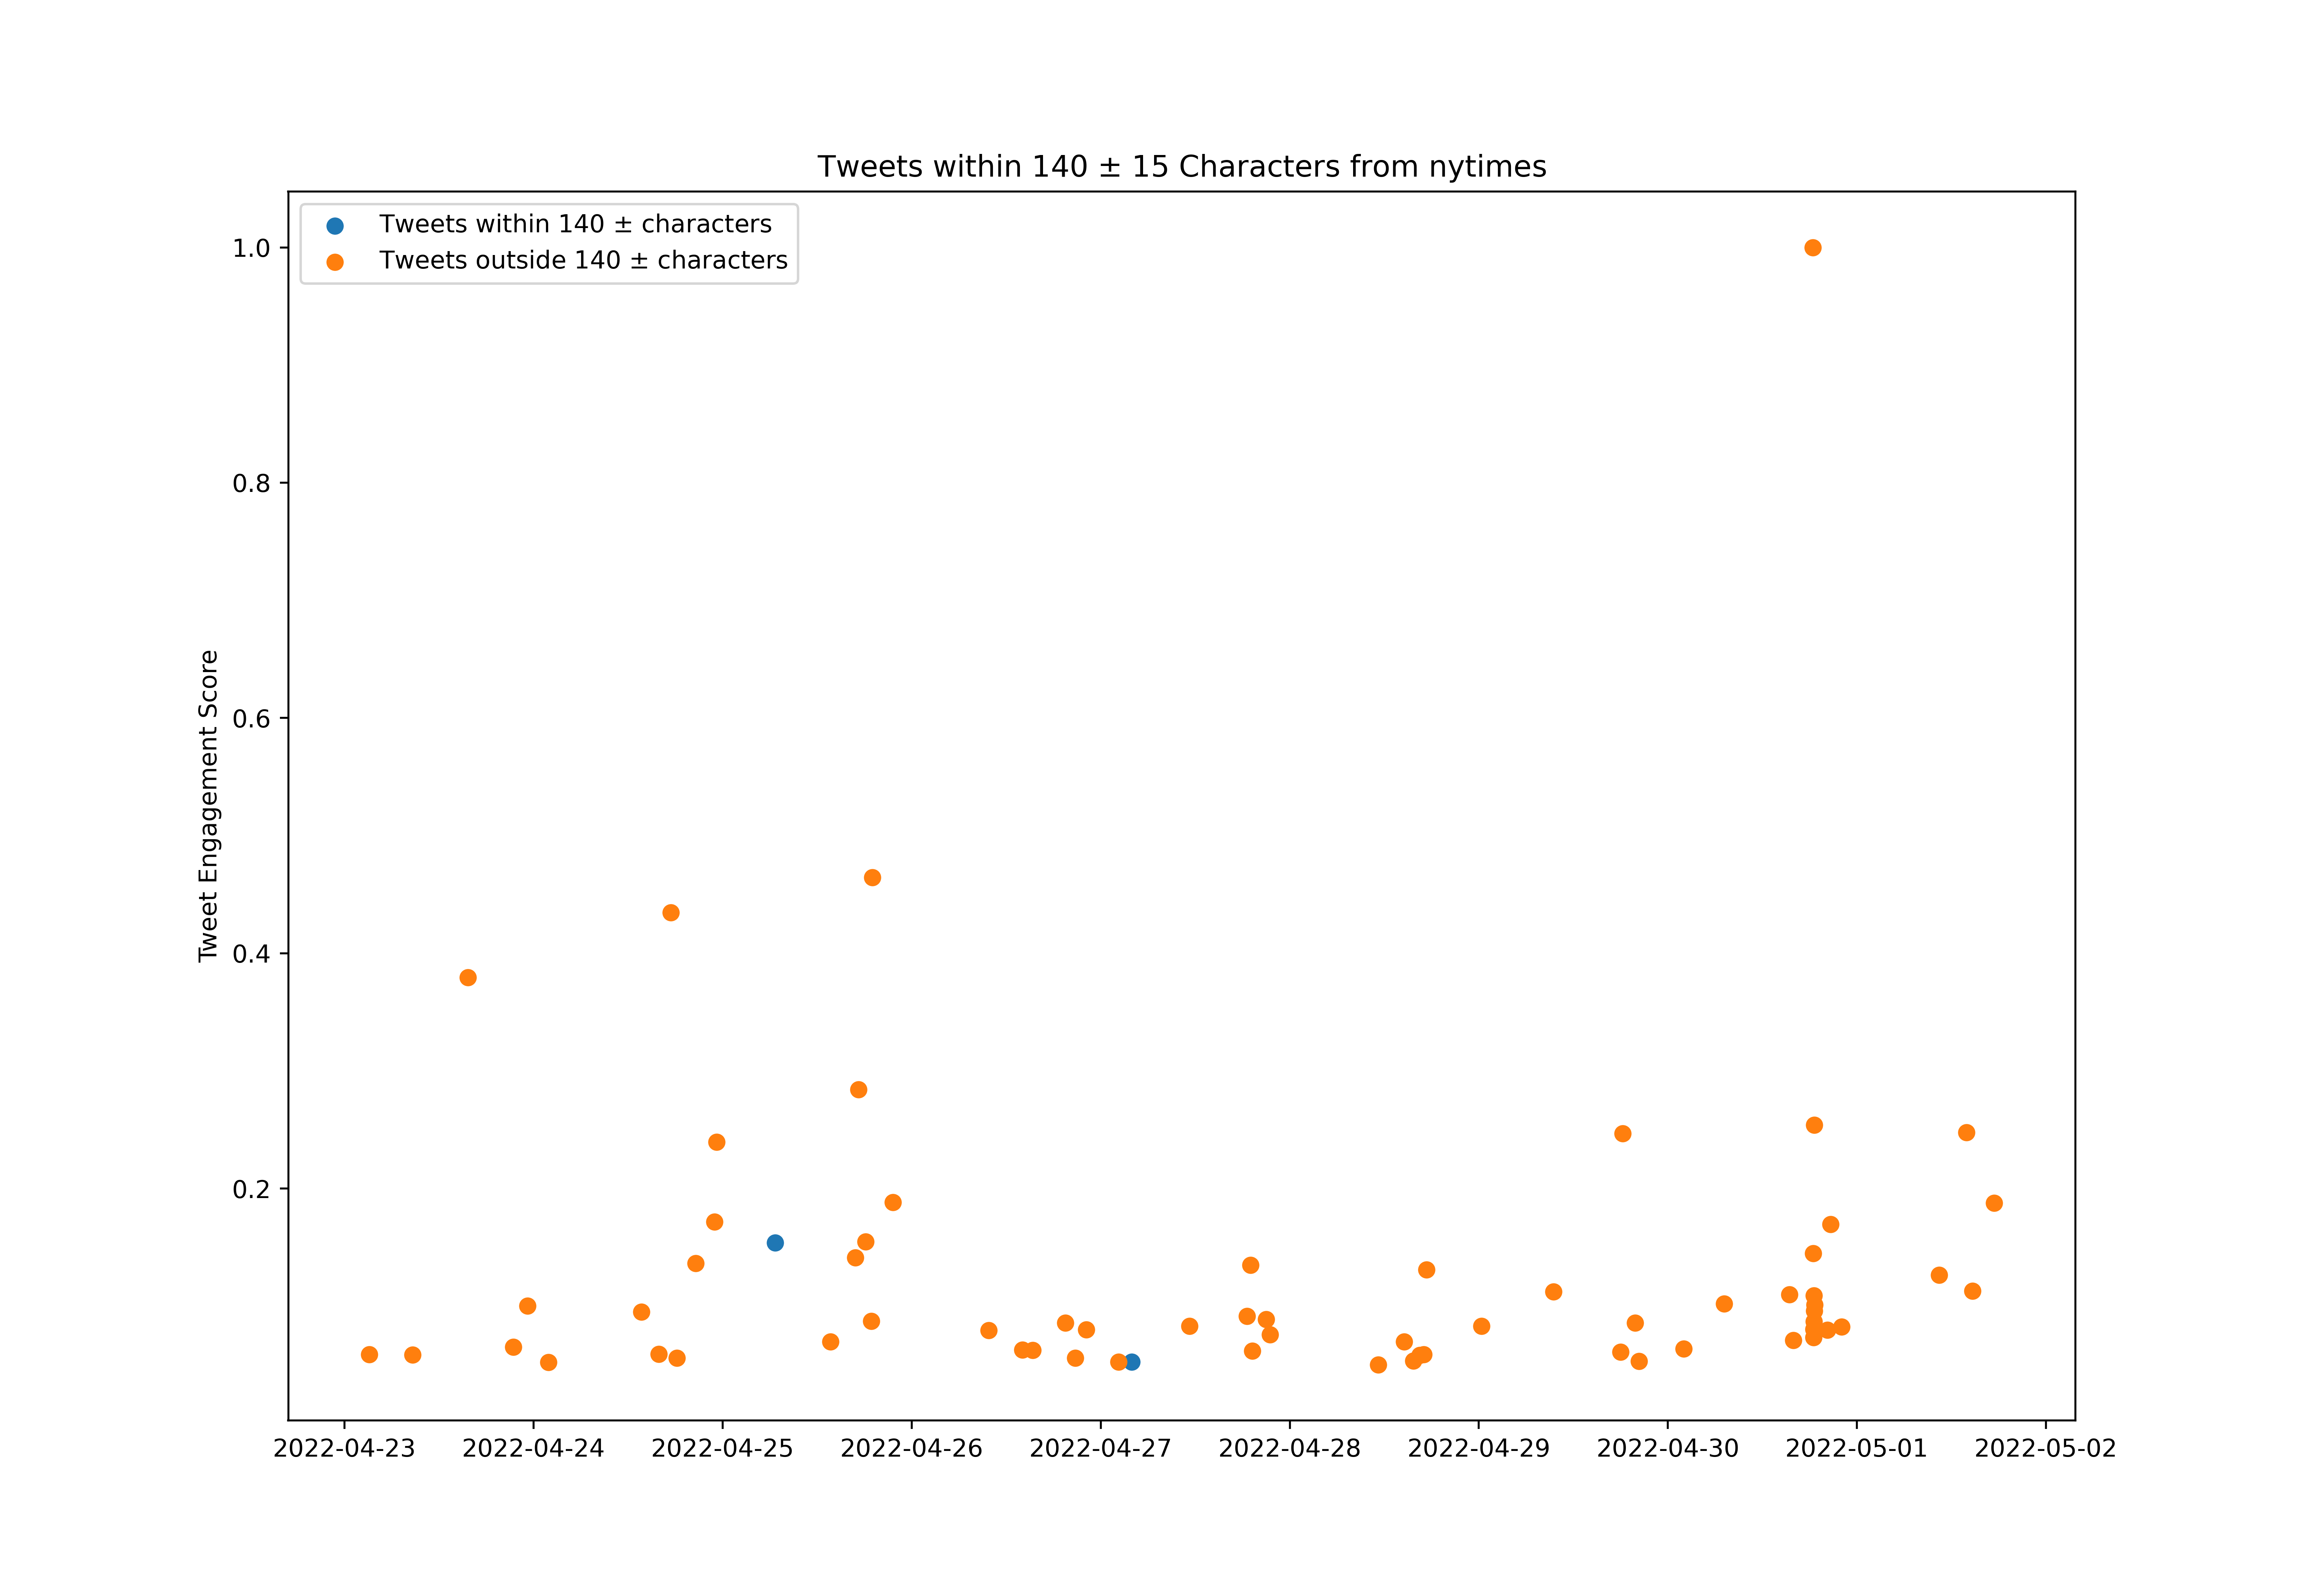 Tweets within 140 ± 15 Characters from nytimes
Tweets within 140 ± characters
Tweets outside 140 ± characters
1.0
0.8
0.6
0.4
0.2
Tweet Engagement Score
2022-04-23 2022-04-24 2022-04-25 2022-04-26 2022-04-27 2022-04-28 2022-04-29 2022-04-30 2022-05-01 2022-05-02